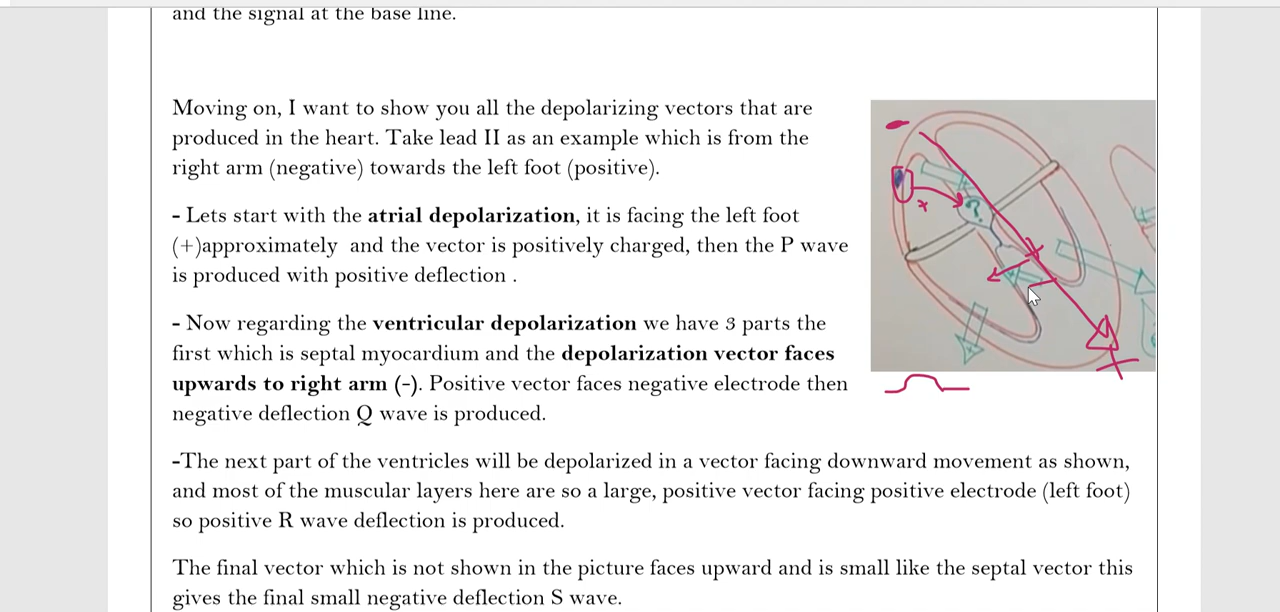 and the signal at the base line.
Moving on, I want to show you all the depolarizing vectors that are
produced in the heart. Take lead II as an example which is from the
right arm (negative) towards the left foot (positive).
- Lets start with the atrial depolarization, it is facing the left foot
(+)approximately  and the vector is positively charged, then the P wave
is produced with positive deflection .
- Now regarding the ventricular depolarization we have 3 parts the
first which is septal myocardium and the depolarization vector faces
upwards to right arm (-). Positive vector faces negative electrode then
negative deflection Q wave is produced.
-The next part of the ventricles will be depolarized in a vector facing downward movement as shown,
and most of the muscular layers here are so a large, positive vector facing positive electrode (left foot)
so positive R wave deflection is produced.
The final vector which is not shown in the picture faces upward and is small like the septal vector this
gives the final small negative deflection S wave.
-
+
?
+
+